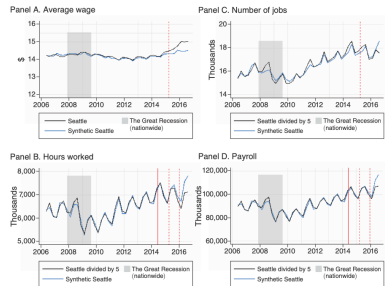 Panel A. Average wage
$
16
15
14
13
12
2006 2008 2010 2012 2014 2016
Seattle
Synthetic Seattle
The Great Recession
(nationwide)
Panel C. Number of jobs
Thousands
20
18
16
14
2006 2008 2010 2012 2014 2016
Seattle divided by 5
Synthetic Seattle
The Great Recession
(nationwide)
Panel B. Hours worked
Thousands
8,000
7,000
6,000
5,000
2006 2008 2010 2012 2014 2016
Seattle divided by 5
Synthetic Seattle
The Great Recession
(nationwide)
Panel D. Payroll
Thousands
120,000
100,000
80,000
60,000
2006 2008 2010 2012 2014 2016
Seattle divided by 5
Synthetic Seattle
The Great Recession
(nationwide)